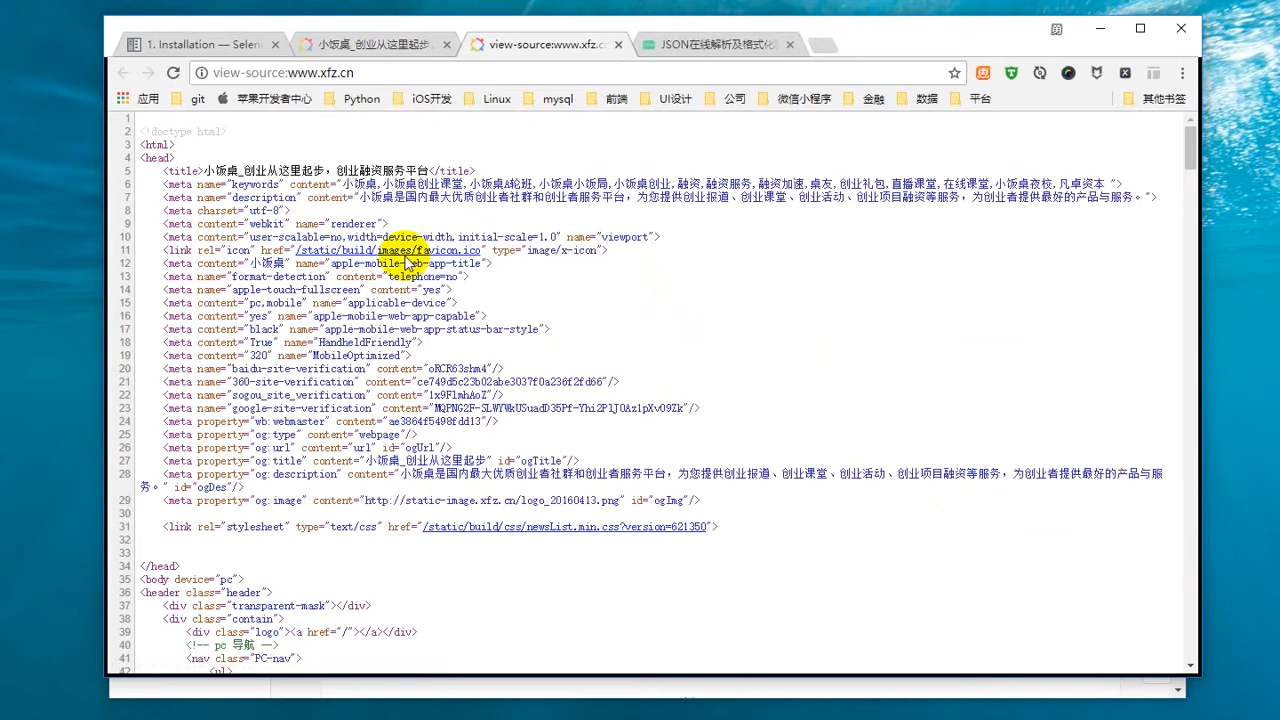 1. Installation — Selen
小饭桌_创业从这里起步
view-source:www.xfz.c
JSON在线解析及格式化
view-source:www.xfz.cn
应用 git 苹果开发者中心 Python iOS开发 Linux mysql 前端 UI设计 公司 微信小程序 金融 数据 平台 其他书签
1
2 <!doctype html>
3 <html>
4 <head>
5 <title>小饭桌_创业从这里起步，创业融资服务平台</title>
6 <meta name="keywords" content="小饭桌,小饭桌创业课堂,小饭桌A轮班,小饭桌小饭局,小饭桌创业,融资,融资服务,融资加速,桌友,创业礼包,直播课堂,在线课堂,小饭桌夜校,凡卓资本 ">
7 <meta name="description" content="小饭桌是国内最大优质创业者社群和创业者服务平台，为您提供创业报道、创业课堂、创业活动、创业项目融资等服务，为创业者提供最好的产品与服务。">
8 <meta charset="utf-8">
9 <meta content="webkit" name="renderer">
10 <meta content="user-scalable=no,width=device-width,initial-scale=1.0" name="viewport">
11 <link rel="icon" href="/static/build/images/favicon.ico" type="image/x-icon">
12 <meta content="小饭桌" name="apple-mobile-web-app-title">
13 <meta name="format-detection" content="telephone=no">
14 <meta name="apple-touch-fullscreen" content="yes">
15 <meta content="pc,mobile" name="applicable-device">
16 <meta content="yes" name="apple-mobile-web-app-capable">
17 <meta content="black" name="apple-mobile-web-app-status-bar-style">
18 <meta content="True" name="HandheldFriendly">
19 <meta content="320" name="MobileOptimized">
20 <meta name="baidu-site-verification" content="oRCR63shm4"/>
21 <meta name="360-site-verification" content="ce749d5c23b02abe3037f0a236f2fd66"/>
22 <meta name="sogou_site_verification" content="1x9FlmhAoZ"/>
23 <meta name="google-site-verification" content="MQPNG2F-SLWYWkUSuadD35Pf-Yhi2PlJOAz1pXv09Zk"/>
24 <meta property="wb:webmaster" content="ae3864f5498fdd13"/>
25 <meta property="og:type" content="webpage"/>
26 <meta property="og:url" content="url" id="ogUrl"/>
27 <meta property="og:title" content="小饭桌_创业从这里起步" id="ogTitle"/>
28 <meta property="og:description" content="小饭桌是国内最大优质创业者社群和创业者服务平台，为您提供创业报道、创业课堂、创业活动、创业项目融资等服务，为创业者提供最好的产品与服
务。" id="ogDes"/>
29 <meta property="og:image" content="http://static-image.xfz.cn/logo_20160413.png" id="ogImg"/>
30
31 <link rel="stylesheet" type="text/css" href="/static/build/css/newsList.min.css?version=621350">
32
33
34 </head>
35 <body device="pc">
36 <header class="header">
37 <div class="transparent-mask"></div>
38 <div class="contain">
39 <div class="logo"><a href="/"></a></div>
40 <!-- pc 导航 -->
41 <nav class="PC-nav">
42 <ul>